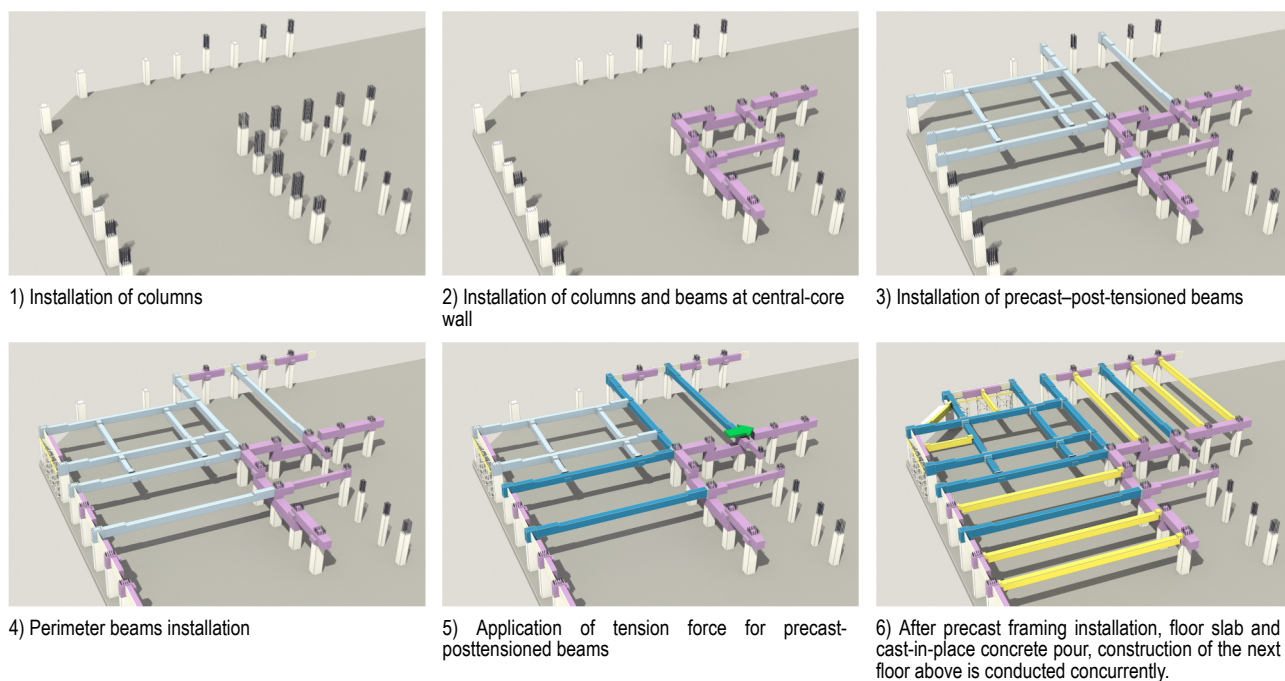 1) Installation of columns
2) Installation of columns and beams at central-core
wall
3) Installation of precast–post-tensioned beams
4) Perimeter beams installation
5) Application of tension force for precast-
posttensioned beams
6) After precast framing installation, floor slab and
cast-in-place concrete pour, construction of the next
floor above is conducted concurrently.